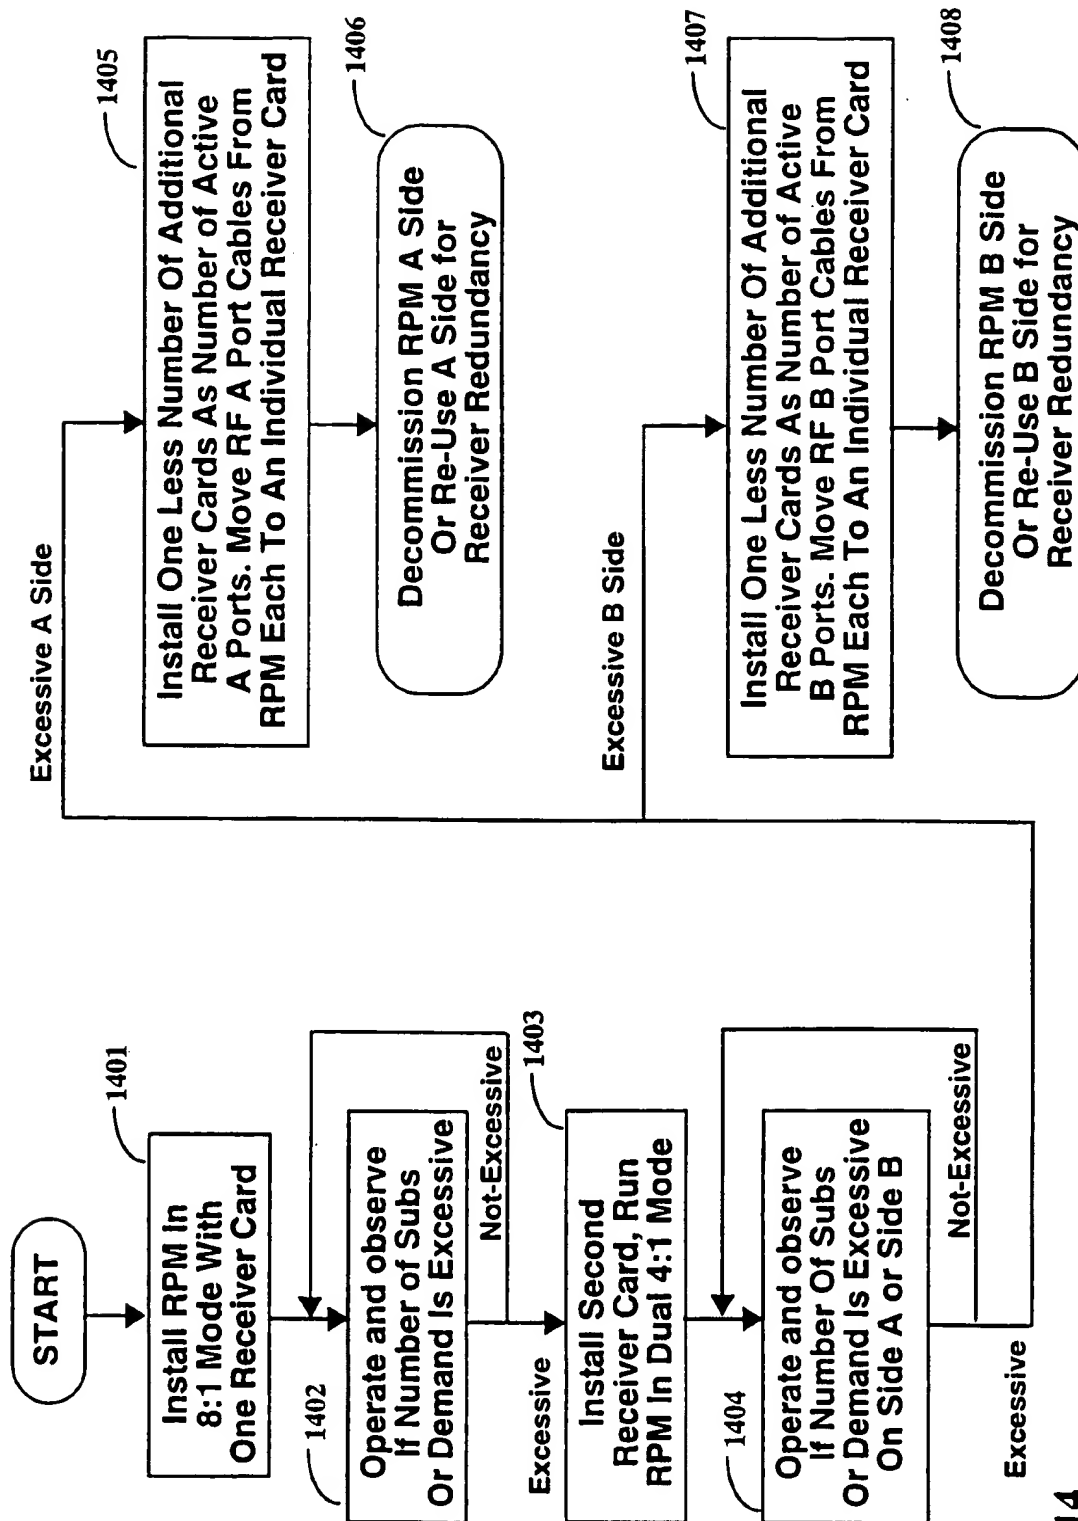 START
1401
Install RPM In
8:1 Mode With
One Receiver Card
1402
Operate and observe
If Number of Subs
Or Demand Is Excessive
Not-Excessive
Excessive
1403
Install Second
Receiver Card, Run
RPM In Dual 4:1 Mode
1404
Operate and observe
If Number Of Subs
Or Demand Is Excessive
On Side A or Side B
Not-Excessive
Excessive
Excessive A Side
1405
Install One Less Number Of Additional
Receiver Cards As Number of Active
A Ports. Move RF A Port Cables From
RPM Each To An Individual Receiver Card
1406
Decommission RPM A Side
Or Re-Use A Side for
Receiver Redundancy
Excessive B Side
1407
Install One Less Number Of Additional
Receiver Cards As Number of Active
B Ports. Move RF B Port Cables From
RPM Each To An Individual Receiver Card
1408
Decommission RPM B Side
Or Re-Use B Side for
Receiver Redundancy